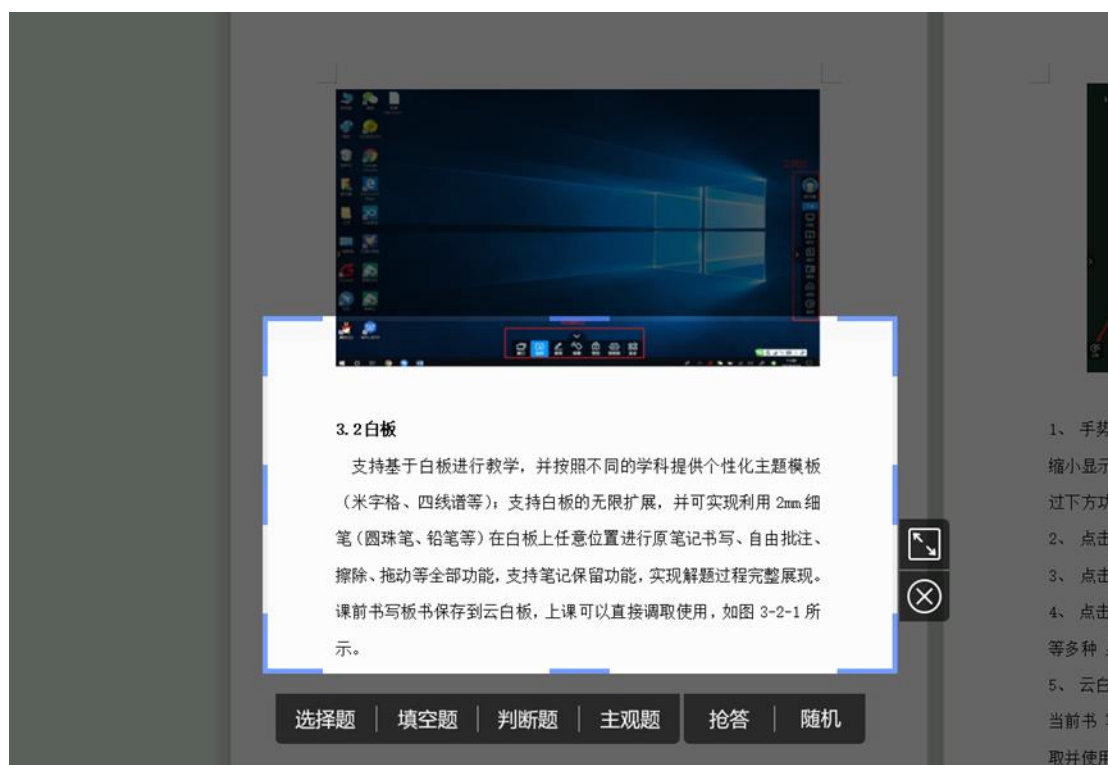 3.2白板
支持基于白板进行教学，并按照不同的学科提供个性化主题模板
（米字格、四线谱等）；支持白板的无限扩展，并可实现利用 2mm 细
笔（圆珠笔、铅笔等）在白板上任意位置进行原笔记书写、自由批注、
擦除、拖动等全部功能，支持笔记保留功能，实现解题过程完整展现。
课前书写板书保存到云白板，上课可以直接调取使用，如图 3-2-1 所
示。
1、 手势
缩小显示
过下方功
2、 点击
3、 点击
4、 点击
等多种
5、 云白
当前书
取并使用
选择题 填空题 判断题 主观题 抢答 随机